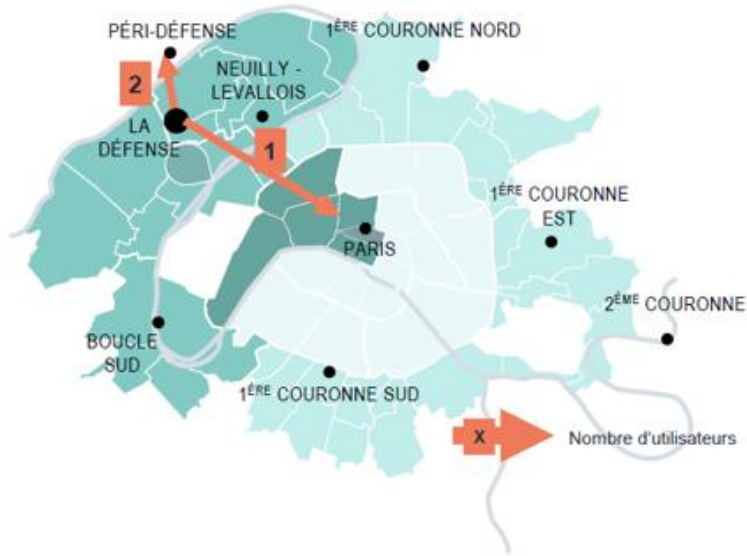 PÉRI-DÉFENSE
1ÈRE COURONNE NORD
2
NEUILLY -
LEVALLOIS
LA
DÉFENSE
1
1ÈRE COURONNE
EST
PARIS
2ÈME COURONNE
BOUCLE
SUD
1ÈRE COURONNE SUD
X
Nombre d'utilisateurs